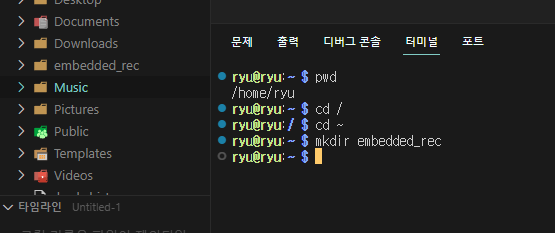 Desktop
Documents
Downloads
embedded_rec
Music
Pictures
Public
Templates
Videos
타임라인 Untitled-1
문제 출력 디버그 콘솔 터미널 포트
ryu@ryu:~ $ pwd
/home/ryu
ryu@ryu:~ $ cd /
ryu@ryu:/ $ cd ~
ryu@ryu:~ $ mkdir embedded_rec
ryu@ryu:~ $